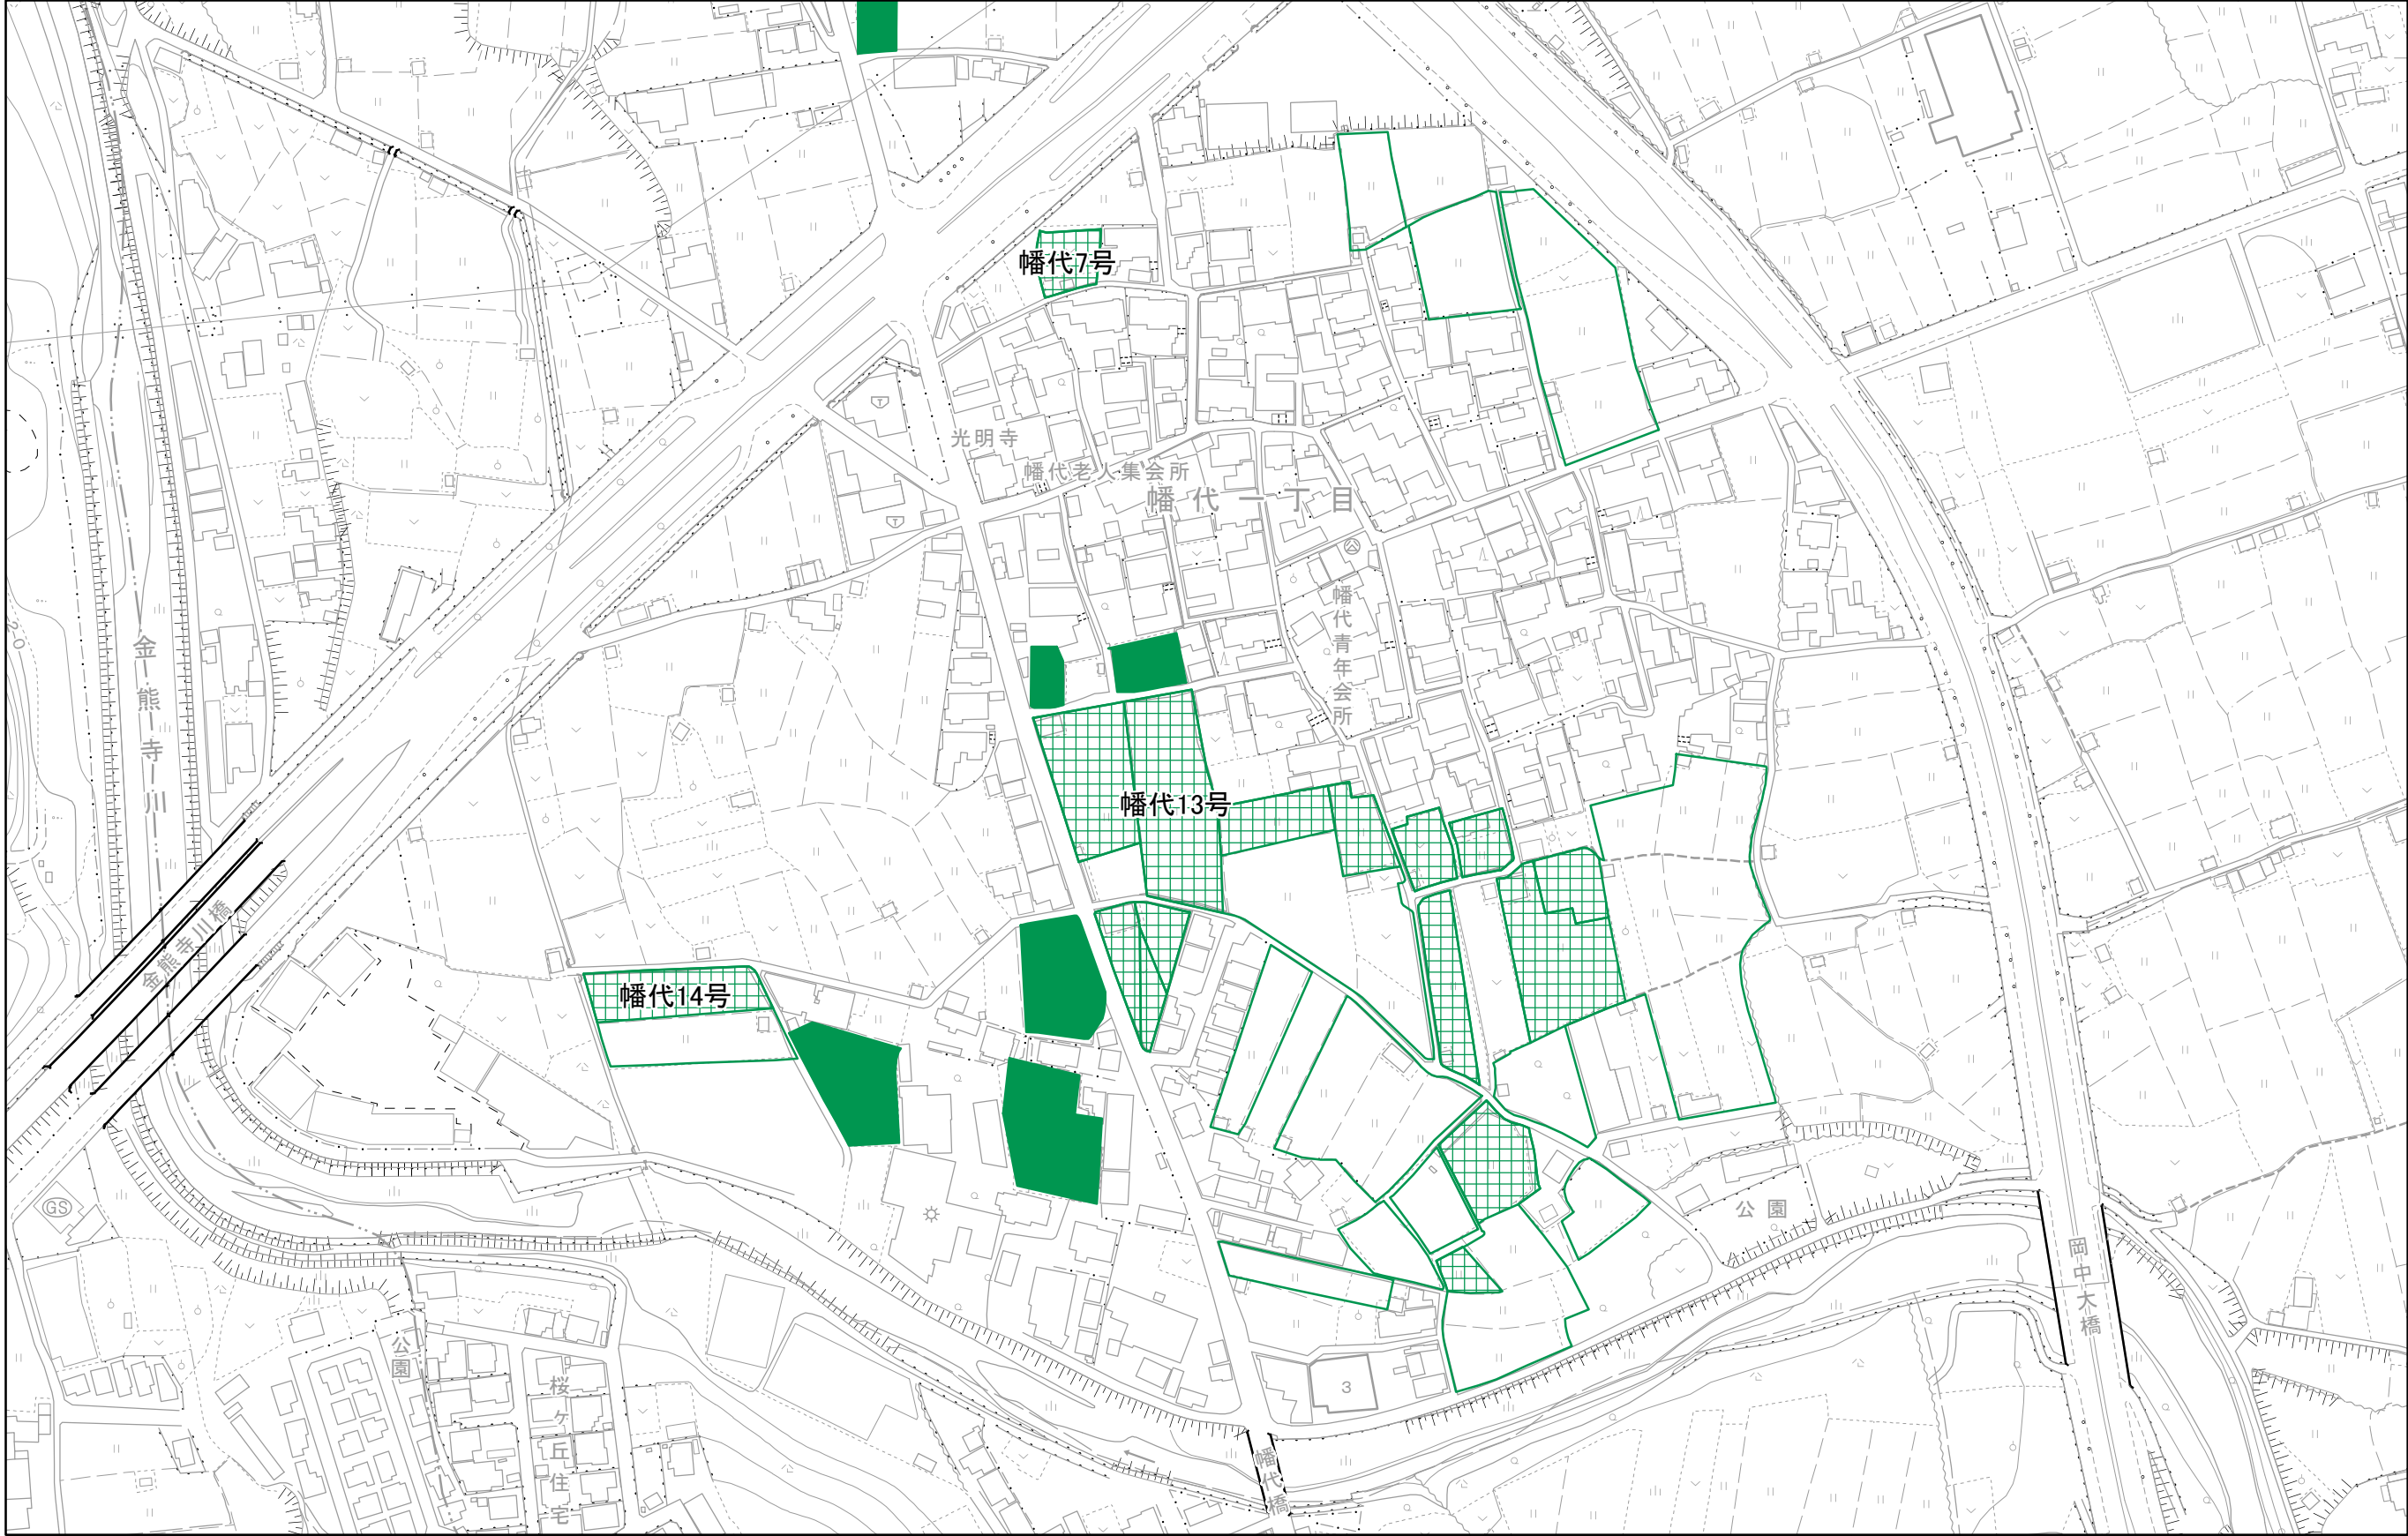 幡代7号
光明寺
幡代老人集会所
幡代一丁目
幡代青年会所
20
金熊寺川
幡代13号
金熊寺川橋
幡代14号
GS
公園
岡中大橋
公園
桜ケ丘住宅
3
幡代橋